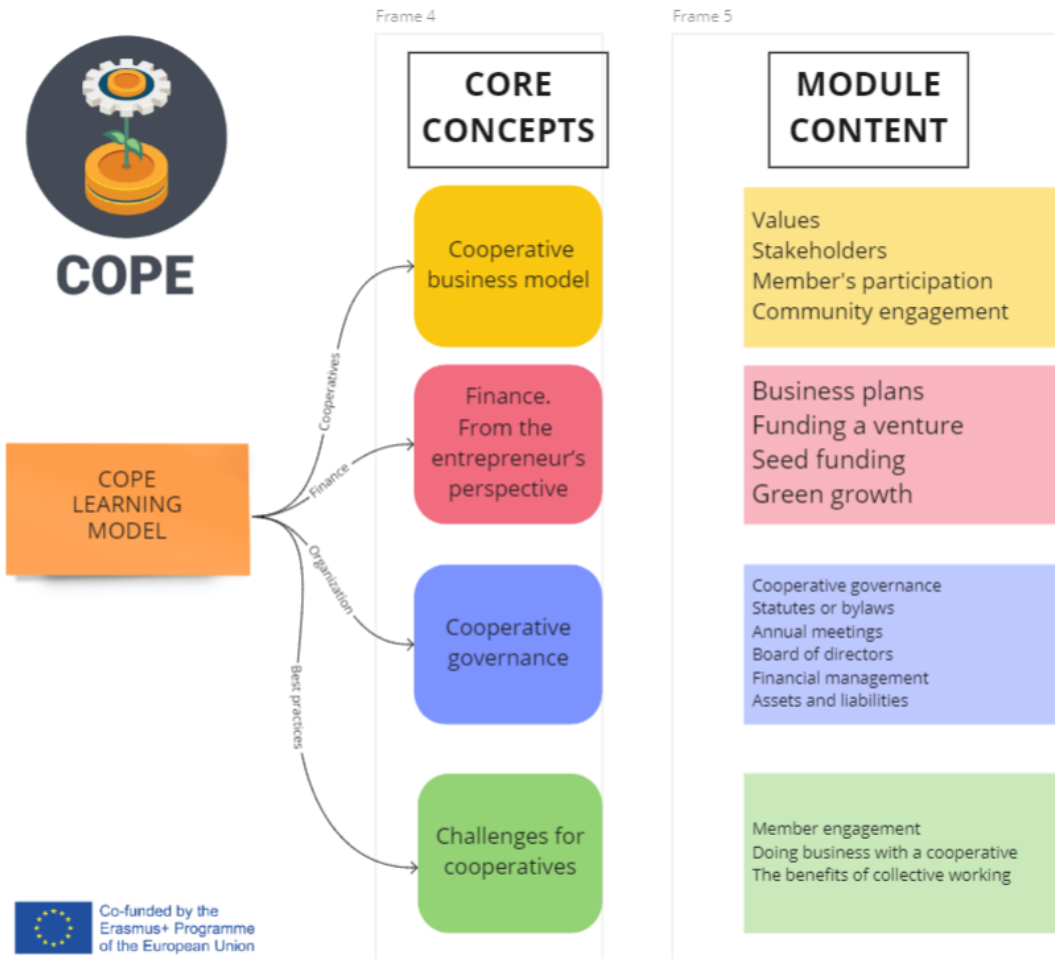 Frame 4
Frame 5
COPE
CORE
CONCEPTS
MODULE
CONTENT
COPE
LEARNING
MODEL
Cooperatives
Finance
Organization
Best practices
Cooperative
business model
Values
Stakeholders
Member's participation
Community engagement
Finance.
From the
entrepreneur's
perspective
Business plans
Funding a venture
Seed funding
Green growth
Cooperative
governance
Cooperative governance
Statutes or bylaws
Annual meetings
Board of directors
Financial management
Assets and liabilities
Challenges for
cooperatives
Member engagement
Doing business with a cooperative
The benefits of collective working
Co-funded by the
Erasmus+ Programme
of the European Union